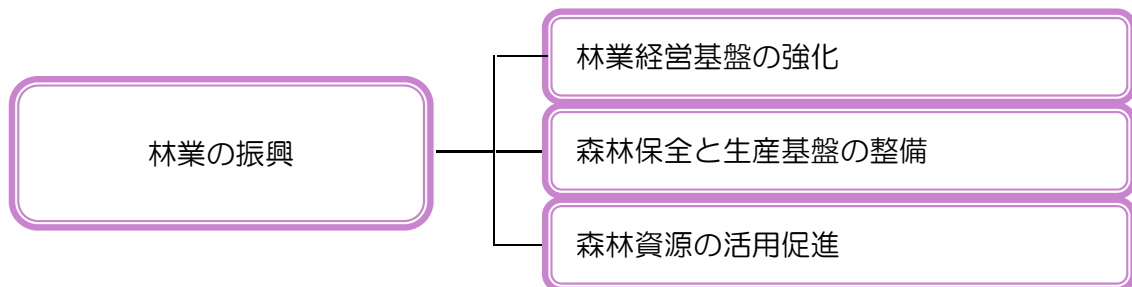 林業の振興
林業経営基盤の強化
森林保全と生産基盤の整備
森林資源の活用促進